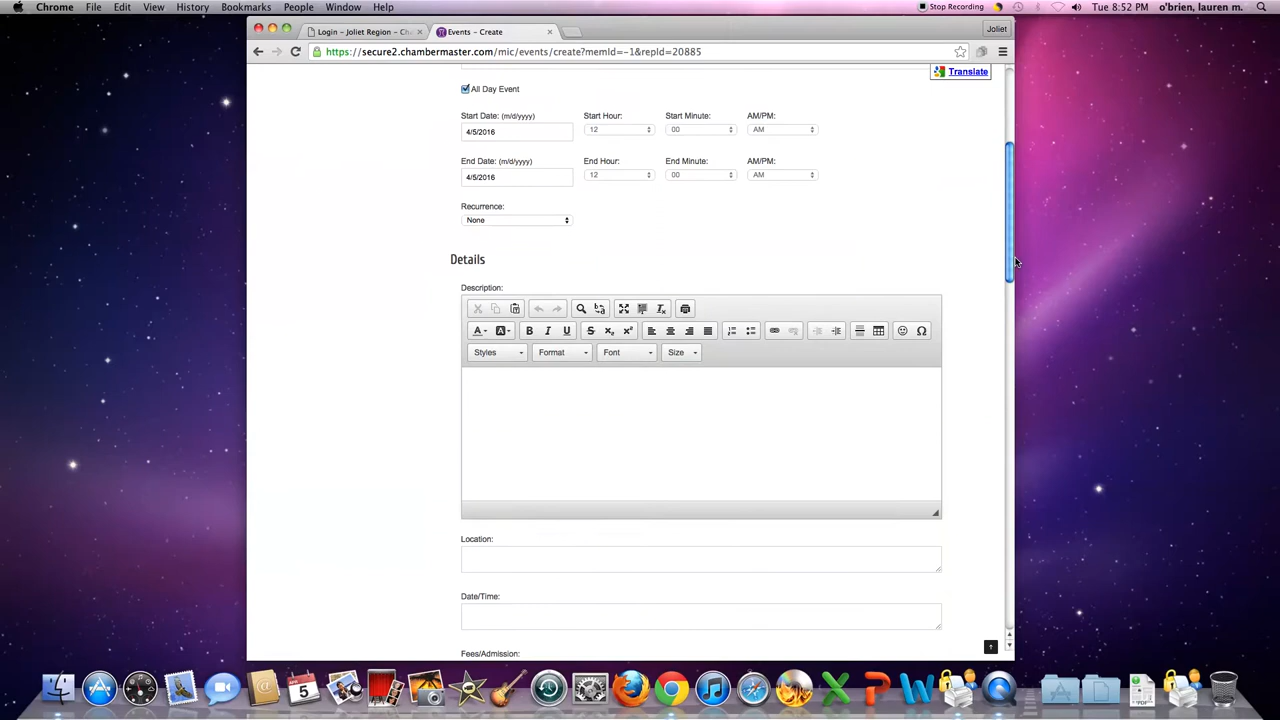 Chrome File Edit View History Bookmarks People Window Help Stop Recording Tue 8:52 PM o'brien, lauren m.
Login – Joliet Region – Ch Events – Create Joliet
https://secure2.chambermaster.com/mic/events/create?memId=-1&repId=20885
Translate
All Day Event
Start Date: (m/d/yyyy) Start Hour: Start Minute: AM/PM:
4/5/2016 12 00 AM
End Date: (m/d/yyyy) End Hour: End Minute: AM/PM:
4/5/2016 12 00 AM
Recurrence:
None
Details
Description:
Styles Format Font Size
Location:
Date/Time:
Fees/Admission: